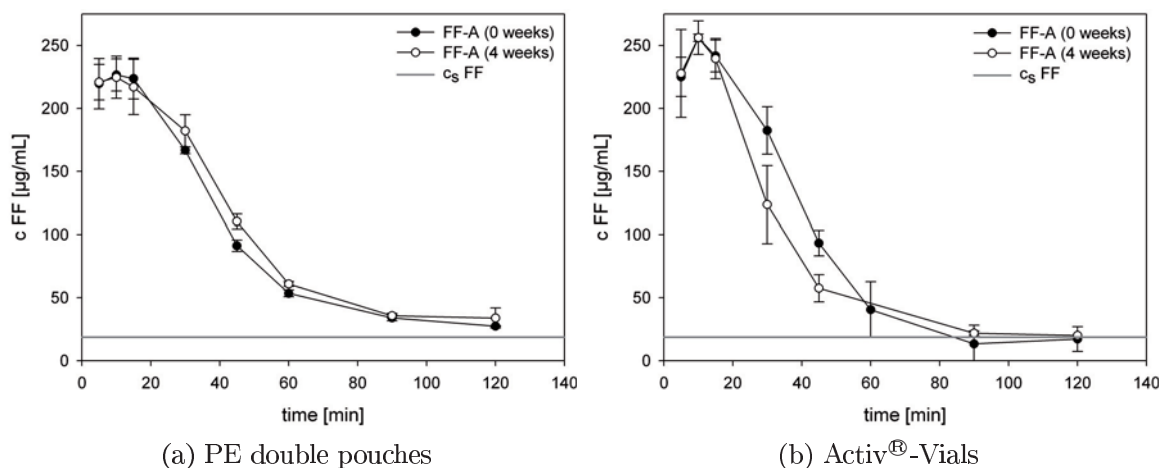 FF-A (0 weeks)
FF-A (4 weeks)
cs FF
250
200
150
100
50
0
c FF [µg/mL]
0 20 40 60 80 100 120 140
time [min]
(a) PE double pouches
FF-A (0 weeks)
FF-A (4 weeks)
cs FF
250
200
150
100
50
0
c FF [µg/mL]
0 20 40 60 80 100 120 140
time [min]
(b) Activ®-Vials